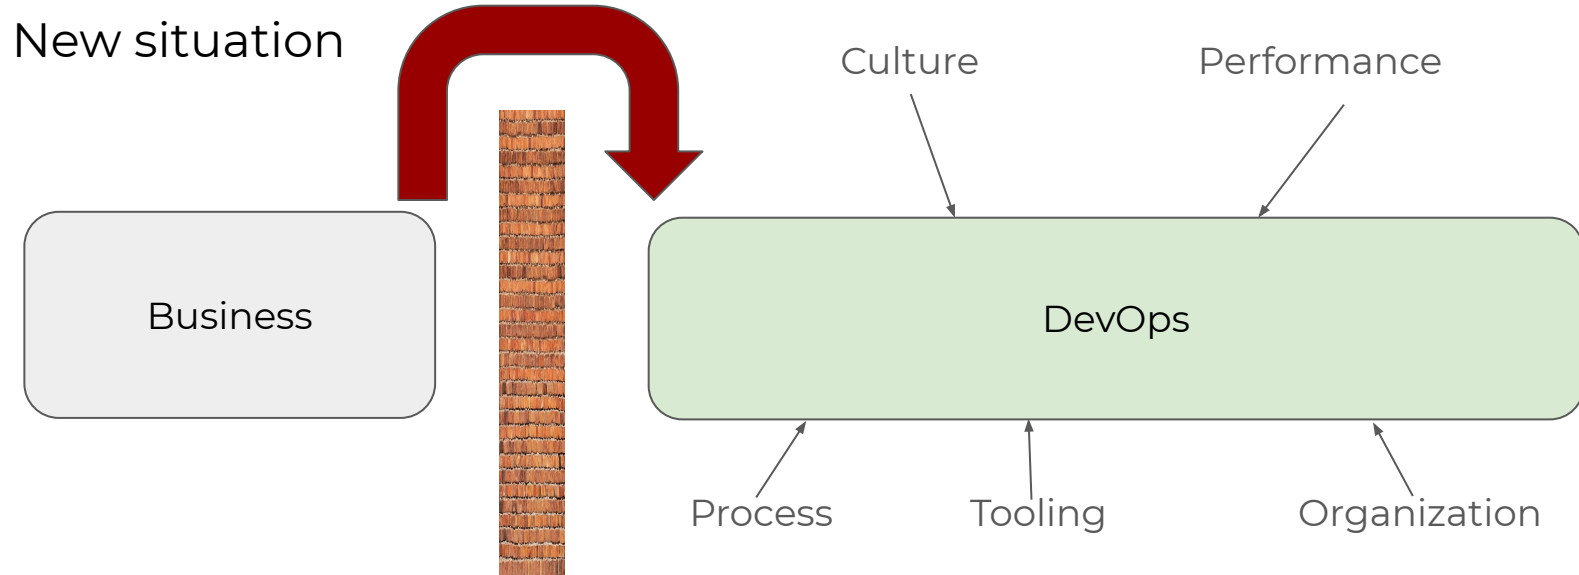 New situation
Culture
Performance
Business
DevOps
Process
Tooling
Organization